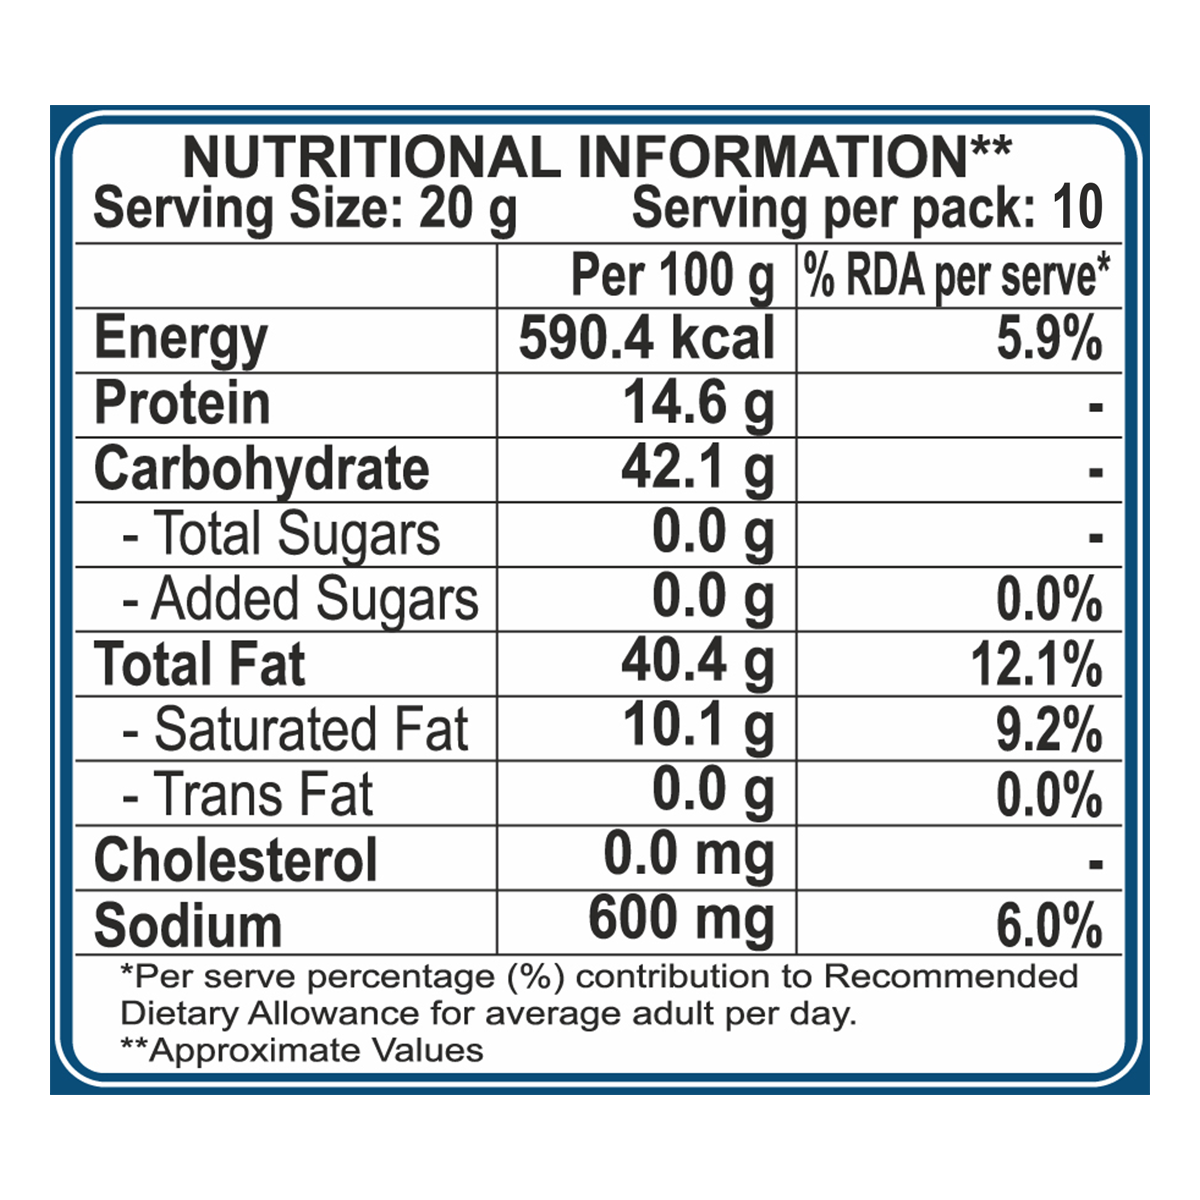 NUTRITIONAL INFORMATION**
Serving Size: 20 g Serving per pack: 10
Per 100 g % RDA per serve*
Energy 590.4 kcal 5.9%
Protein 14.6 g -
Carbohydrate 42.1 g -
- Total Sugars 0.0 g -
- Added Sugars 0.0 g 0.0%
Total Fat 40.4 g 12.1%
- Saturated Fat 10.1 g 9.2%
- Trans Fat 0.0 g 0.0%
Cholesterol 0.0 mg -
Sodium 600 mg 6.0%
*Per serve percentage (%) contribution to Recommended
Dietary Allowance for average adult per day.
**Approximate Values